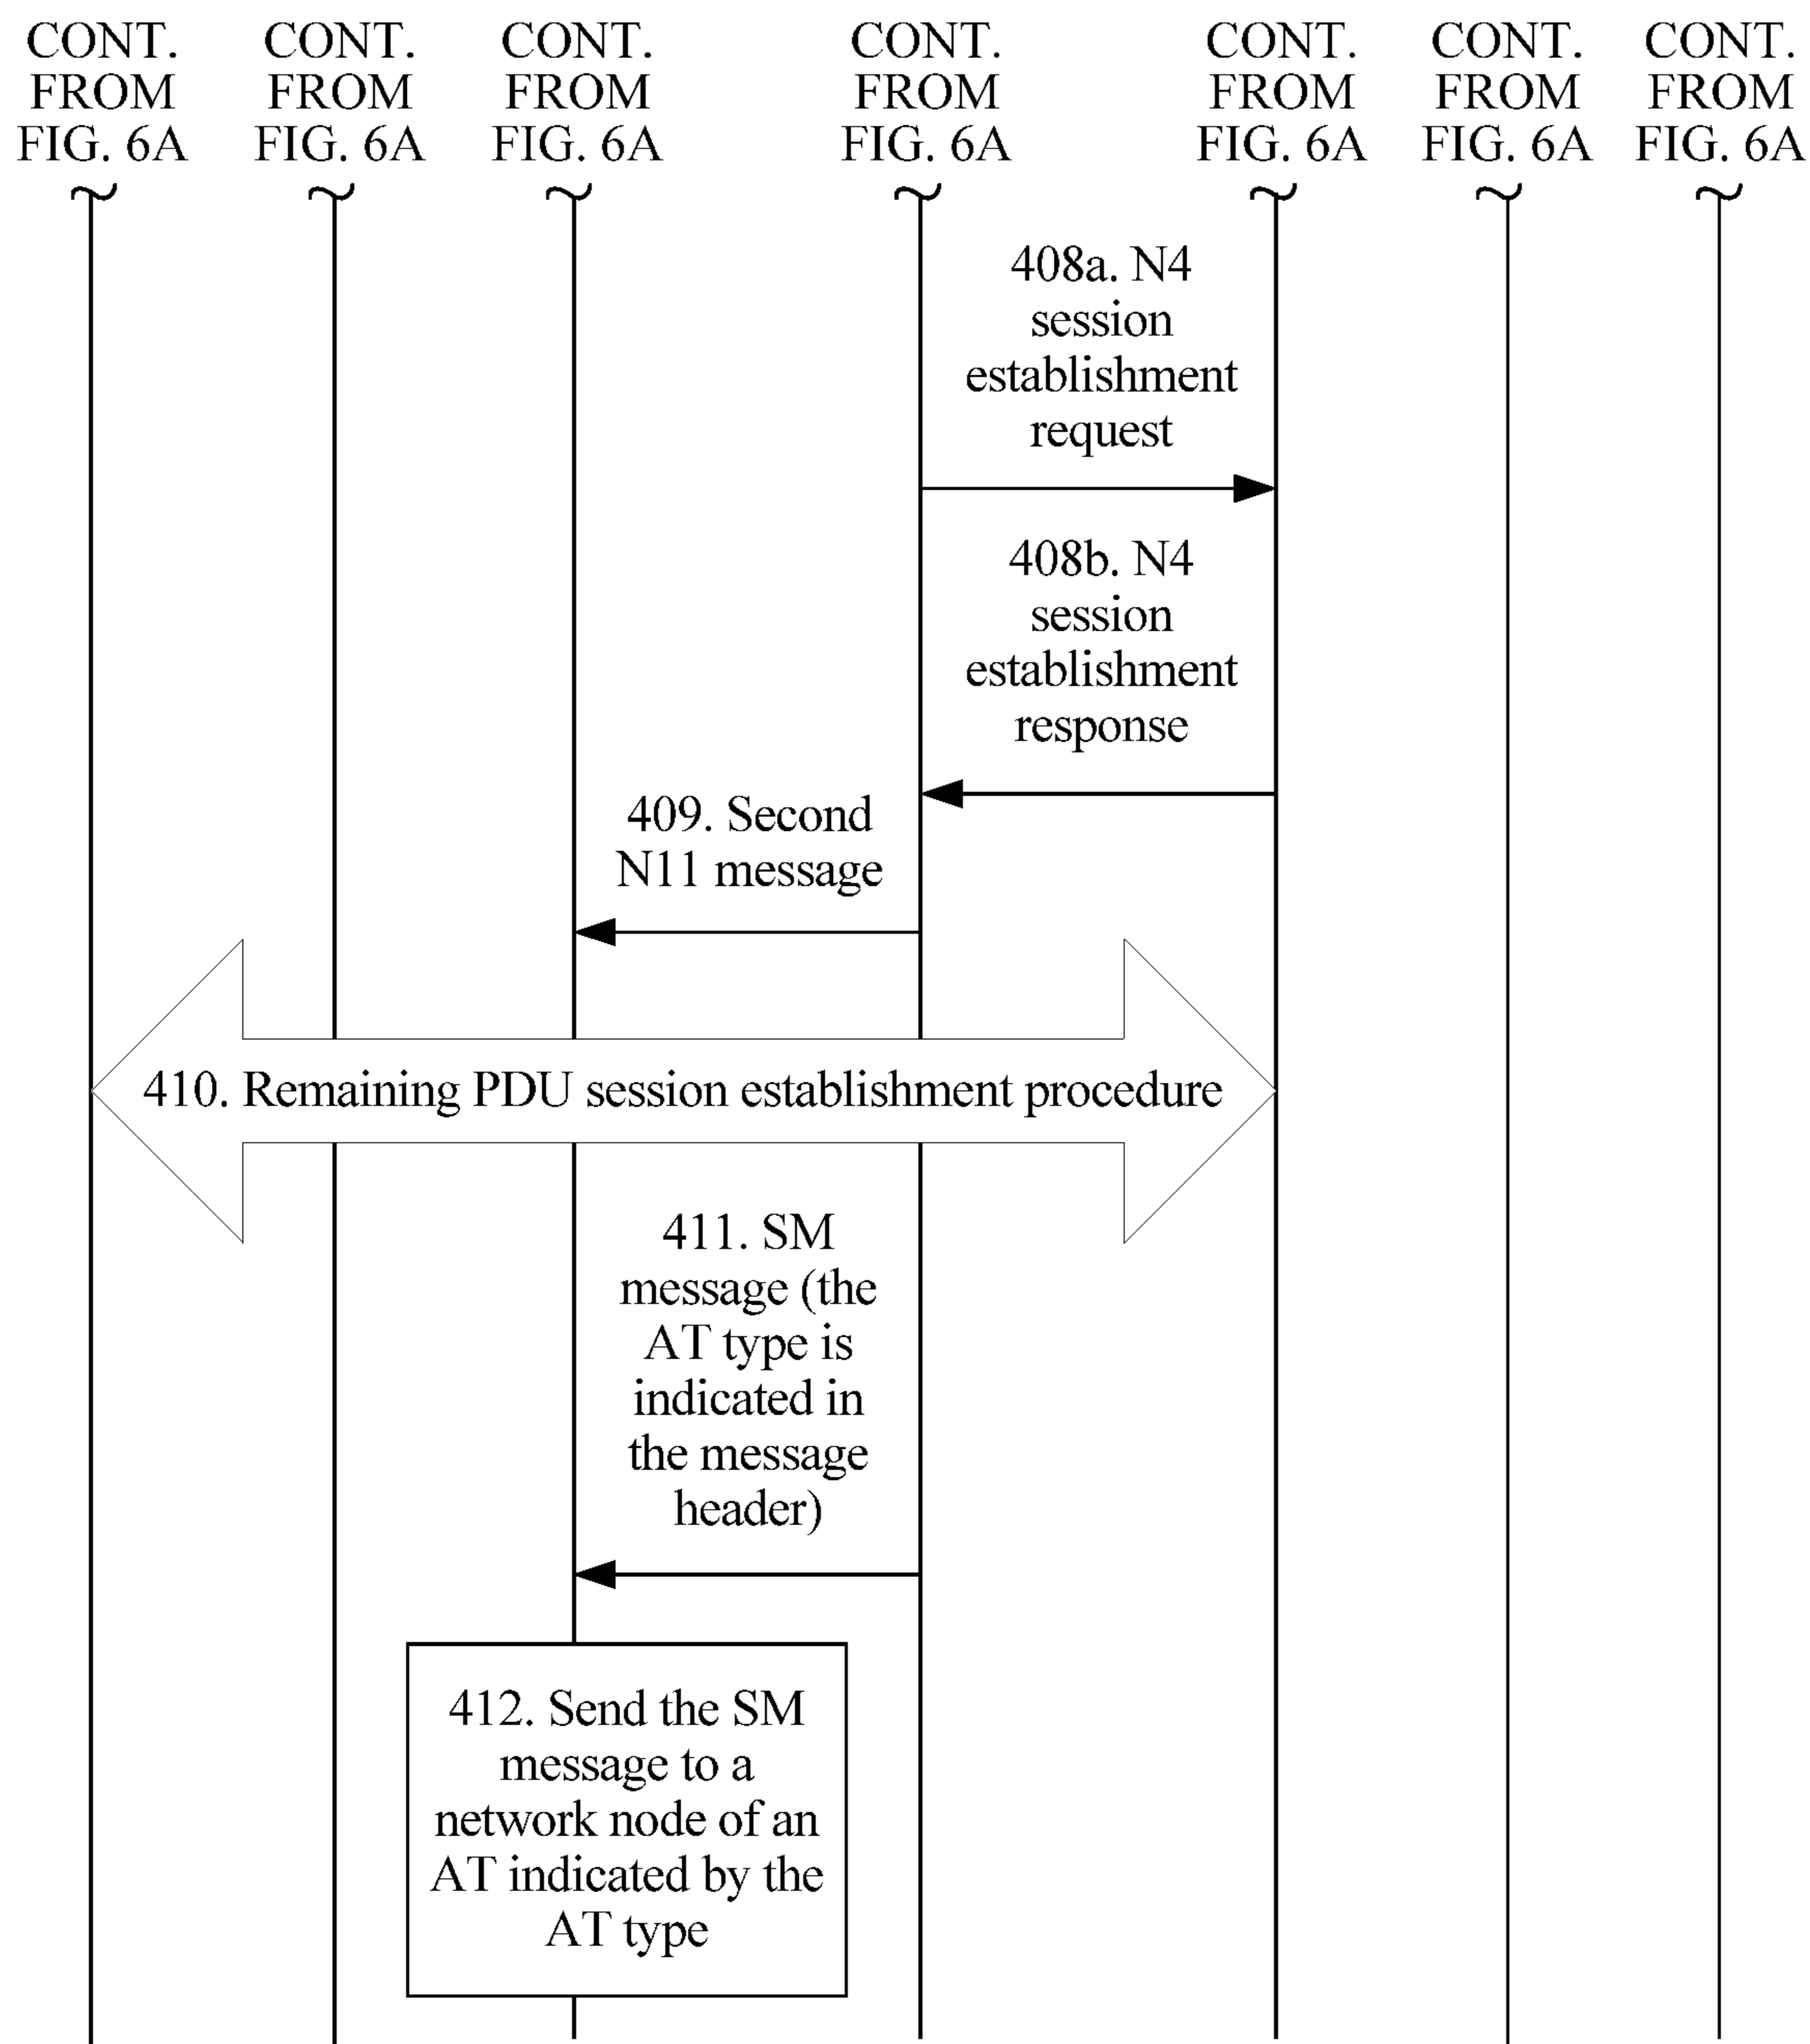 CONT.
FROM
FIG. 6A
CONT.
FROM
FIG. 6A
CONT.
FROM
FIG. 6A
CONT.
FROM
FIG. 6A
CONT.
FROM
FIG. 6A
CONT.
FROM
FIG. 6A
CONT.
FROM
FIG. 6A
408a. N4
session
establishment
request
408b. N4
session
establishment
response
409. Second
N11 message
410. Remaining PDU session establishment procedure
411. SM
message (the
AT type is
indicated in
the message
header)
412. Send the SM
message to a
network node of an
AT indicated by the
AT type